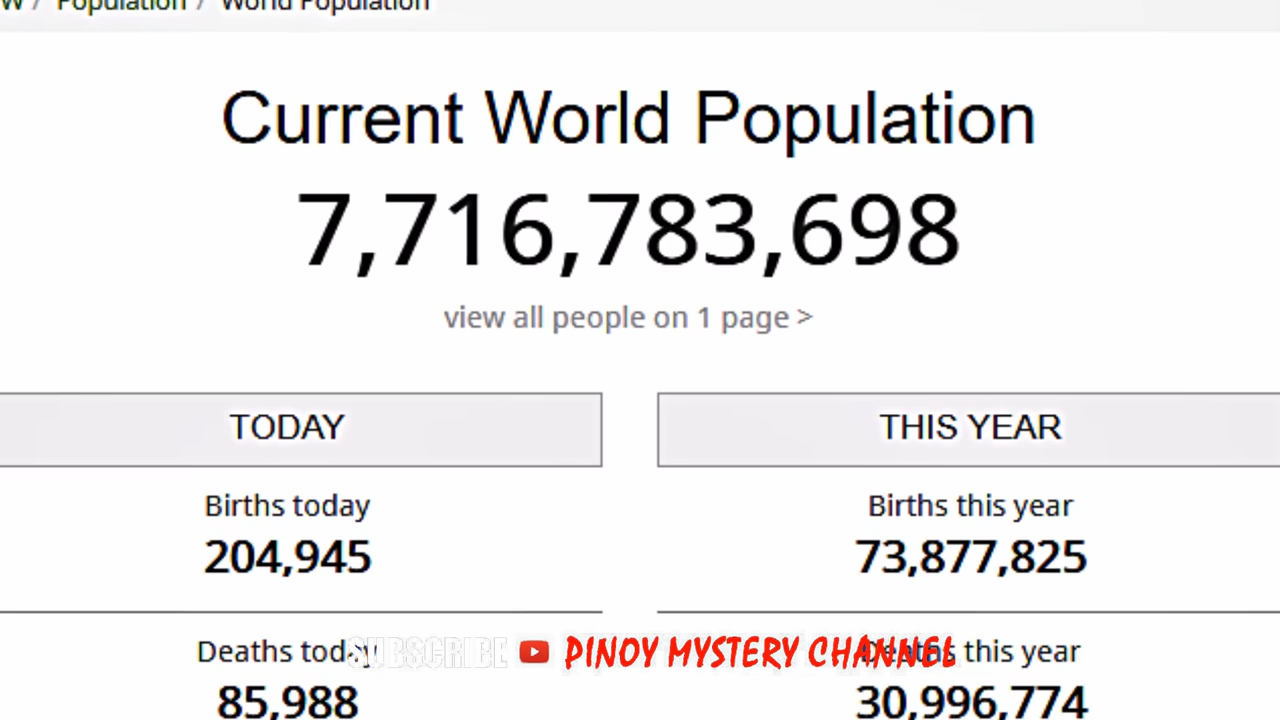 W / Population / World Population
Current World Population
7,716,783,698
view all people on 1 page >
TODAY
THIS YEAR
Births today
204,945
Births this year
73,877,825
Deaths today
85,988
Deaths this year
30,996,774
SUBSCRIBE PINOY MYSTERY CHANNEL